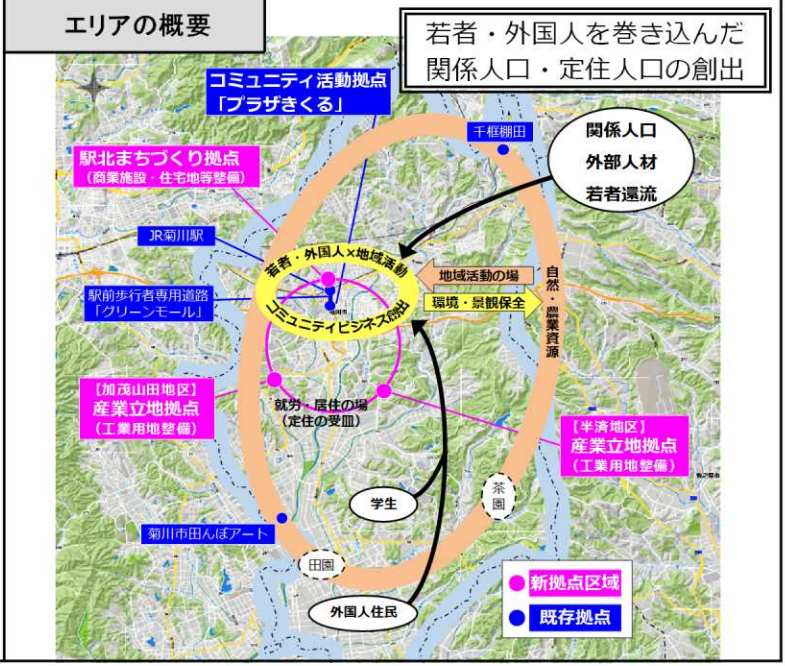 エリアの概要
若者・外国人を巻き込んだ
関係人口・定住人口の創出
コミュニティ活動拠点
「プラザきくる」
千框棚田
関係人口
外部人材
若者還流
駅北まちづくり拠点
（商業施設・住宅地等整備）
JR菊川駅
若者・外国人×地域活動
コミュニティビジネス創出
地域活動の場
環境・景観保全
自然・農業資源
駅前歩行者専用道路
「グリーンモール」
【加茂山田地区】
産業立地拠点
（工業用地整備）
就労・居住の場
（定住の受皿）
【半済地区】
産業立地拠点
（工業用地整備）
学生
茶園
菊川市田んぼアート
田園
外国人住民
新拠点区域
既存拠点